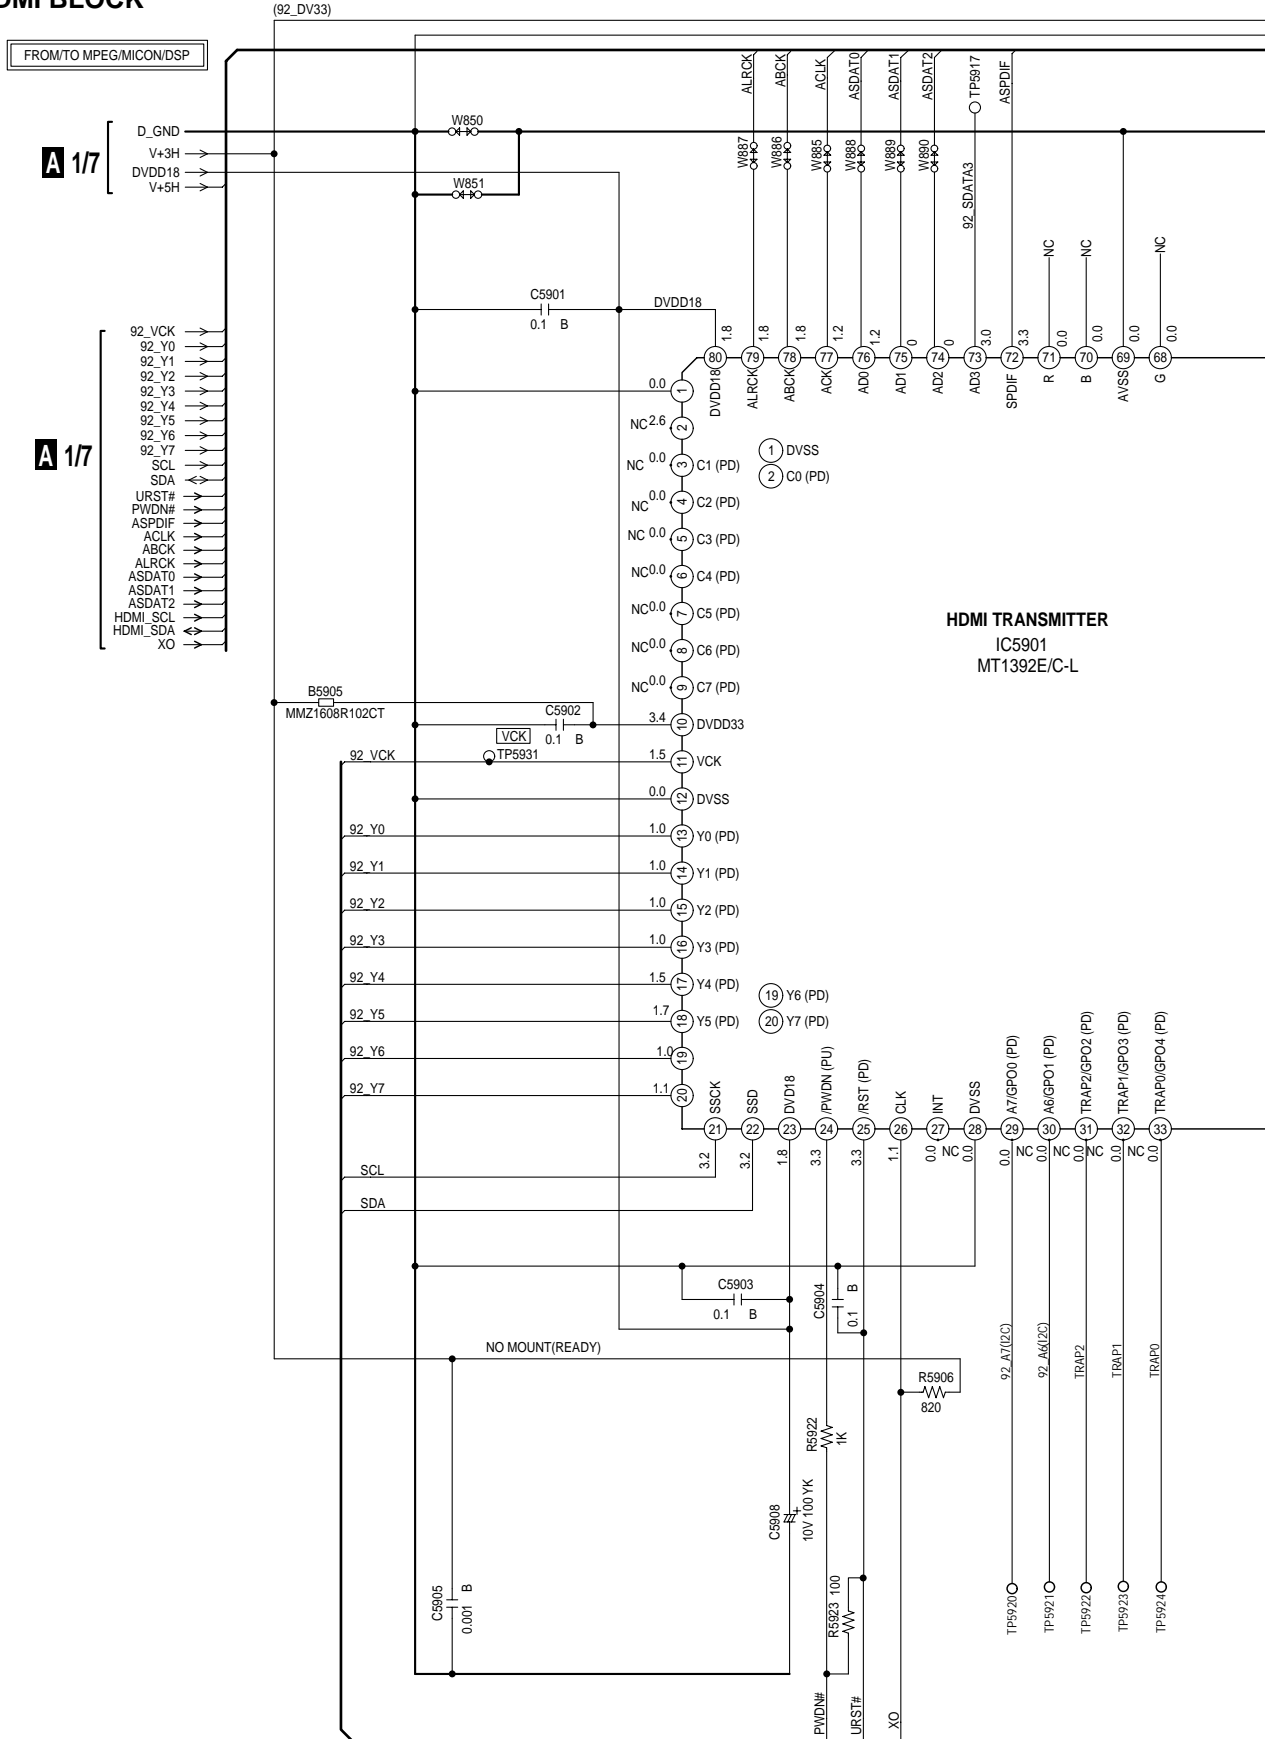 DMI BLOCK
(92_DV33)
FROM/TO MPEG/MICON/DSP
A 1/7
D_GND
V+3H
DVDD18
V+5H
W850
W851
C5901
0.1 B
DVDD18
ALRCK
ABCK
ACLK
ASDAT0
ASDAT1
ASDAT2
TP5917
ASPDIF
W887
W886
W885
W888
W889
W890
92_SDATA3
NC
NC
NC
1.8
1.8
1.8
1.2
1.2
0
0
3.0
3.3
0.0
0.0
0.0
0.0
80
79
78
77
76
75
74
73
72
71
70
69
68
DVDD18
ALRCK
ABCK
ACK
AD0
AD1
AD2
AD3
SPDIF
R
B
AVSS
G
A 1/7
92_VCK
92_Y0
92_Y1
92_Y2
92_Y3
92_Y4
92_Y5
92_Y6
92_Y7
SCL
SDA
URST#
PWDN#
ASPDIF
ACLK
ABCK
ALRCK
ASDAT0
ASDAT1
ASDAT2
HDMI_SCL
HDMI_SDA
XO
0.0 1
NC 2.6 2
NC 0.0 3 C1 (PD)
NC 0.0 4 C2 (PD)
NC 0.0 5 C3 (PD)
NC 0.0 6 C4 (PD)
NC 0.0 7 C5 (PD)
NC 0.0 8 C6 (PD)
NC 0.0 9 C7 (PD)
1 DVSS
2 C0 (PD)
HDMI TRANSMITTER
IC5901
MT1392E/C-L
B5905
MMZ1608R102CT
C5902
0.1 B
VCK
TP5931
3.4 10 DVDD33
92_VCK 1.5 11 VCK
0.0 12 DVSS
92_Y0 1.0 13 Y0 (PD)
92_Y1 1.0 14 Y1 (PD)
92_Y2 1.0 15 Y2 (PD)
92_Y3 1.0 16 Y3 (PD)
92_Y4 1.5 17 Y4 (PD)
92_Y5 1.7 18 Y5 (PD)
92_Y6 1.0 19
92_Y7 1.1 20
19 Y6 (PD)
20 Y7 (PD)
SSCK
SSD
DVD18
/PWDN (PU)
/RST (PD)
CLK
INT
DVSS
A7/GPO0 (PD)
A6/GPO1 (PD)
TRAP2/GPO2 (PD)
TRAP1/GPO3 (PD)
TRAP0/GPO4 (PD)
21
22
23
24
25
26
27
28
29
30
31
32
33
3.2
3.2
1.8
3.3
3.3
1.1
0.0
NC
0.0
0.0
NC
0.0
NC
0.0
NC
0.0
NC
0.0
SCL
SDA
C5903
0.1 B
C5904
0.1 B
NO MOUNT(READY)
R5906
820
R5922
1K
C5908
+
10V 100 YK
C5905
0.001 B
R5923 100
92_A7(I2C)
92_A6(I2C)
TRAP2
TRAP1
TRAP0
TP5920
TP5921
TP5922
TP5923
TP5924
PWDN#
URST#
XO